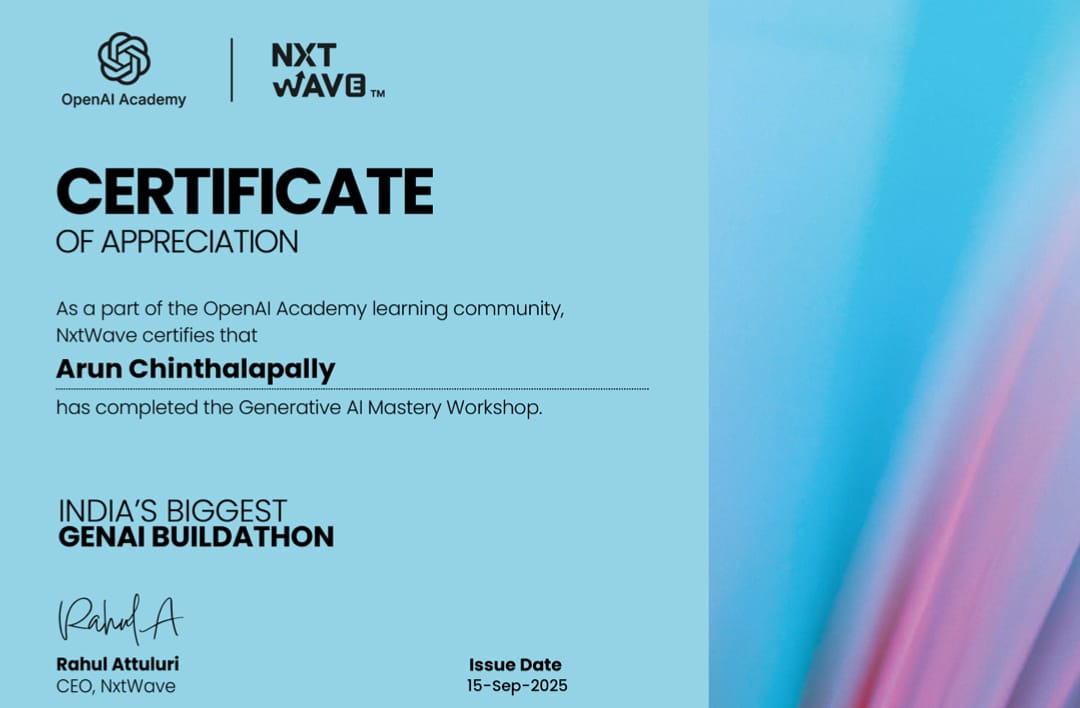 OpenAI Academy
NXT
WAVE™
CERTIFICATE
OF APPRECIATION
As a part of the OpenAI Academy learning community,
NxtWave certifies that
Arun Chinthalapally
has completed the Generative AI Mastery Workshop.
INDIA'S BIGGEST
GENAI BUILDATHON
Rahul A
Rahul Attuluri
CEO, NxtWave
Issue Date
15-Sep-2025